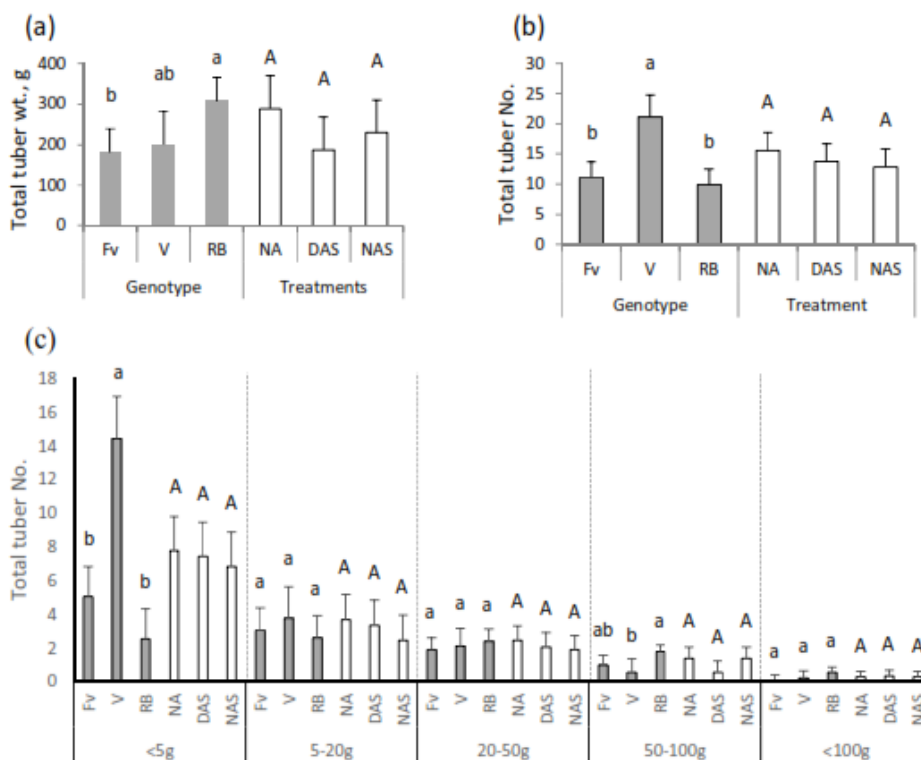 (a)
Total tuber wt., g
400
300
200
100
0
b ab a A A A
Fv V RB NA DAS NAS
Genotype Treatments
(b)
Total tuber No.
30
25
20
15
10
5
0
b a b A A A
Fv V RB NA DAS NAS
Genotype Treatment
(c)
Total tuber No.
18
16
14
12
10
8
6
4
2
0
b a b A A A
a a a A A A
a a a A A A
ab b a A A A
a a a A A A
Fv V RB NA DAS NAS Fv V RB NA DAS NAS Fv V RB NA DAS NAS Fv V RB NA DAS NAS Fv V RB NA DAS NAS
<5g 5-20g 20-50g 50-100g <100g